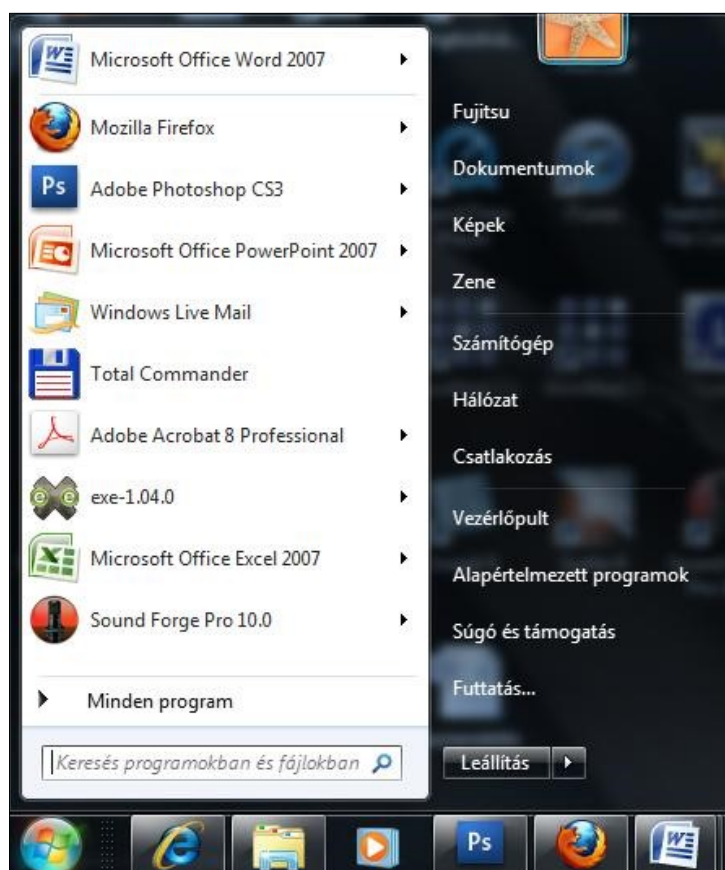 Microsoft Office Word 2007
Mozilla Firefox
Ps
Adobe Photoshop CS3
Microsoft Office PowerPoint 2007
Windows Live Mail
Total Commander
Adobe Acrobat 8 Professional
exe-1.04.0
Microsoft Office Excel 2007
Sound Forge Pro 10.0
Minden program
Keresés programokban és fájlokban
Fujitsu
Dokumentumok
Képek
Zene
Számítógép
Hálózat
Csatlakozás
Vezérlőpult
Alapértelmezett programok
Súgó és támogatás
Futtatás...
Leállítás
Ps